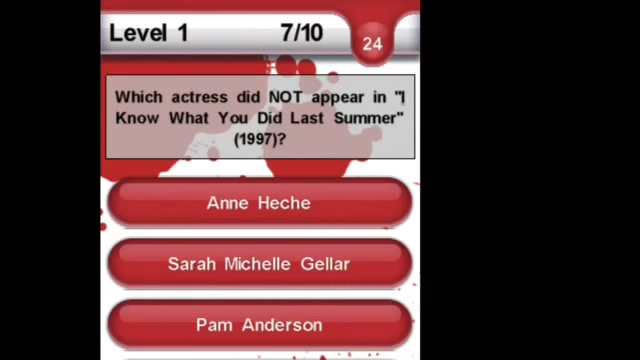 Level 1 7/10 24
Which actress did NOT appear in "I
Know What You Did Last Summer"
(1997)?
Anne Heche
Sarah Michelle Gellar
Pam Anderson